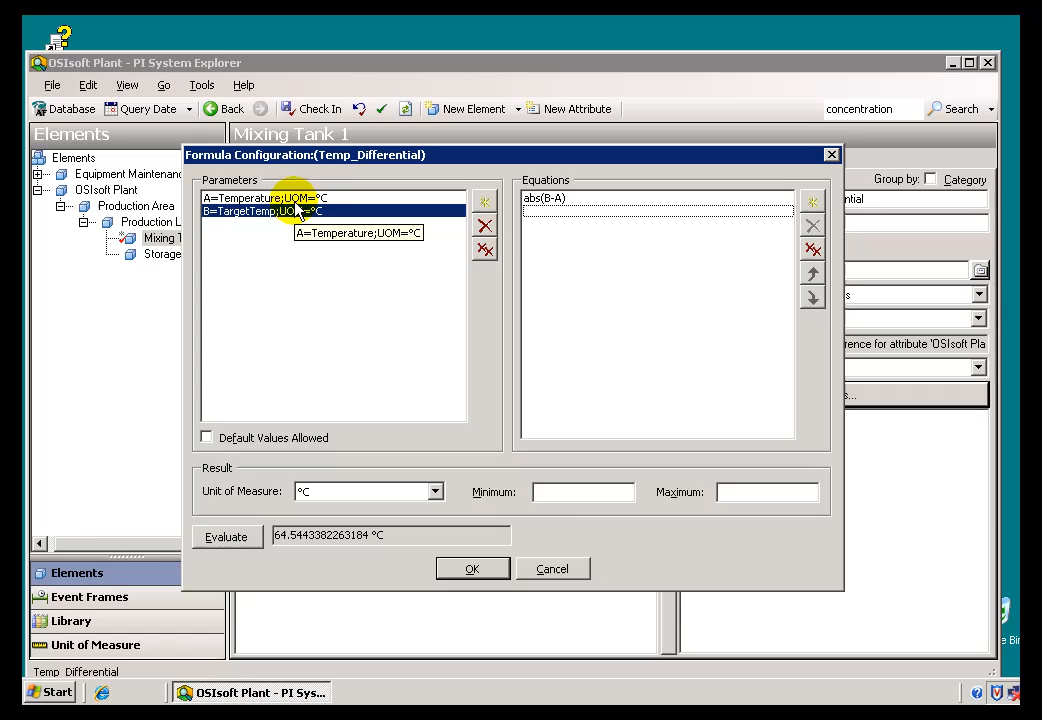 OSIsoft Plant - PI System Explorer
File Edit View Go Tools Help
Database Query Date Back Check In New Element New Attribute concentration Search
Elements
Mixing Tank 1
Elements
Equipment Maintenanc
OSIsoft Plant
Production Area
Production L
Mixing T
Storage
Formula Configuration:(Temp_Differential)
Group by: Category
ntial
Parameters
A=Temperature;UOM=°C
B=TargetTemp;UOM=°C
A=Temperature;UOM=°C
Equations
abs(B-A)
s
rence for attribute 'OSIsoft Pla
s...
Default Values Allowed
Result
Unit of Measure: °C Minimum: Maximum:
Evaluate 64.5443382263184 °C
OK Cancel
Elements
Event Frames
Library
Unit of Measure
e Bin
Temp_Differential
Start OSIsoft Plant - PI Sys...